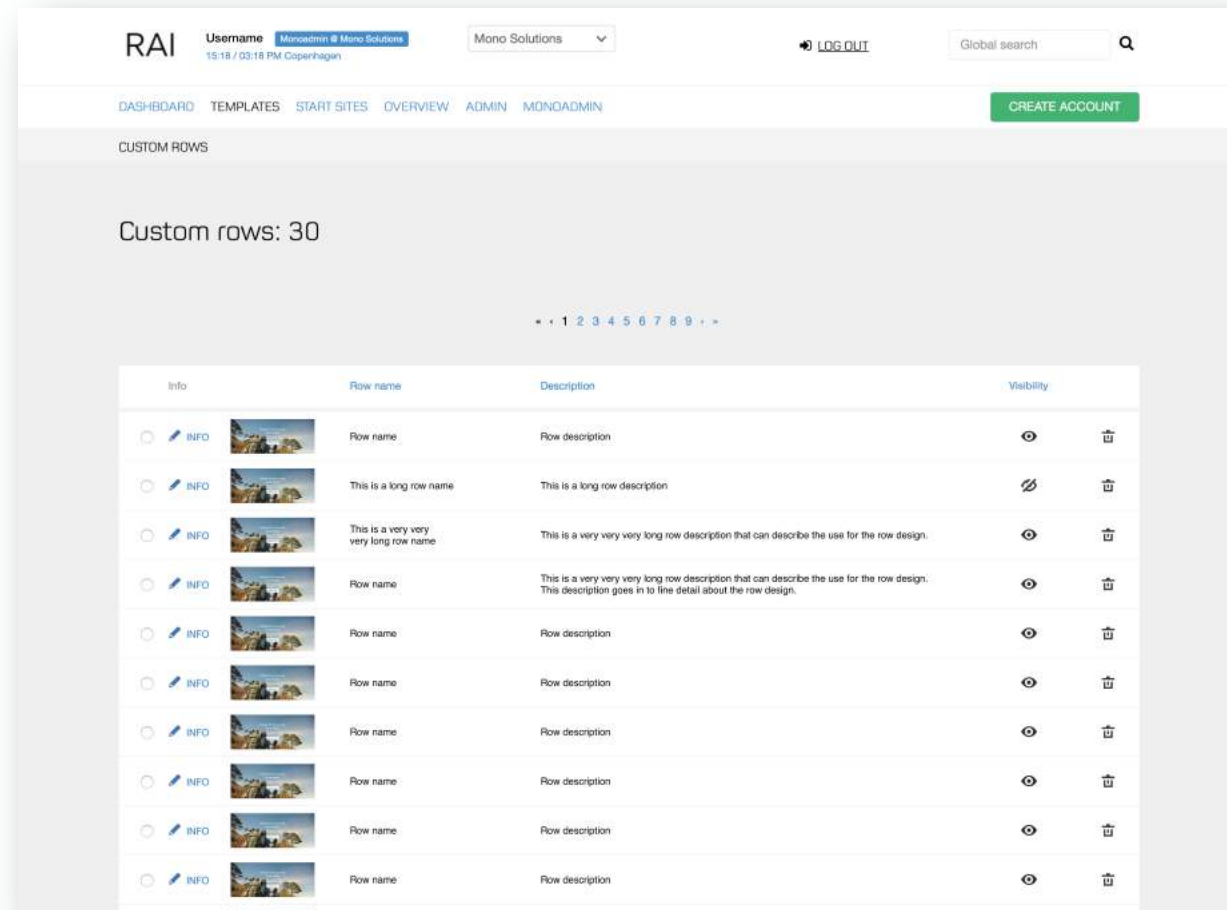 RAI
Username Monoadmin @ Mono Solutions
15:18 / 03:18 PM Copenhagen
Mono Solutions
LOG OUT
Global search
DASHBOARD TEMPLATES START SITES OVERVIEW ADMIN MONOADMIN
CREATE ACCOUNT
CUSTOM ROWS
Custom rows: 30
« ‹ 1 2 3 4 5 6 7 8 9 › »
Info Row name Description Visibility
INFO Row name Row description
INFO This is a long row name This is a long row description
INFO This is a very very
very long row name
This is a very very very long row description that can describe the use for the row design.
INFO Row name This is a very very very long row description that can describe the use for the row design.
This description goes in to fine detail about the row design.
INFO Row name Row description
INFO Row name Row description
INFO Row name Row description
INFO Row name Row description
INFO Row name Row description
INFO Row name Row description